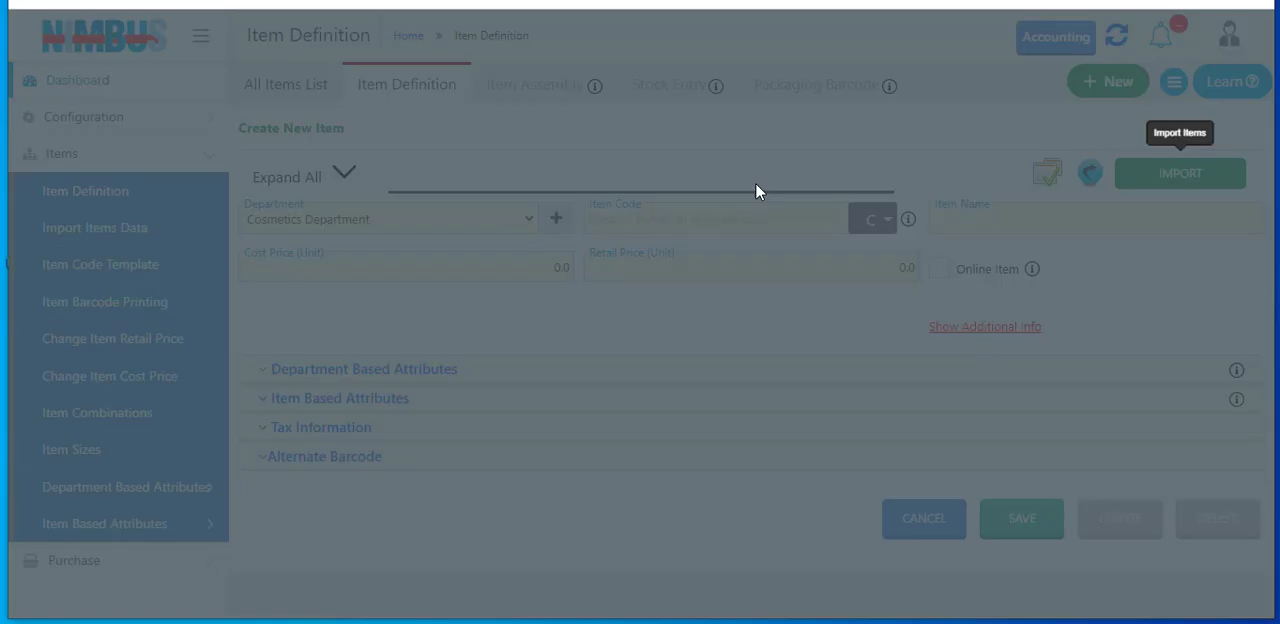 NIMBUS
Item Definition
Home » Item Definition
Accounting
Dashboard
All Items List
Item Definition
Item Assembly
Stock Entry
Packaging Barcode
+ New
Learn
Configuration
Create New Item
Import Items
Items
Expand All
IMPORT
Item Definition
Department
Cosmetics Department
Item Code
C
Item Name
Import Items Data
Item Code Template
Cost Price (Unit)
0.0
Retail Price (Unit)
0.0
Online Item
Item Barcode Printing
Show Additional Info
Change Item Retail Price
Change Item Cost Price
Department Based Attributes
Item Combinations
Item Based Attributes
Item Sizes
Tax Information
Department Based Attributes
Alternate Barcode
Item Based Attributes
CANCEL
SAVE
Purchase